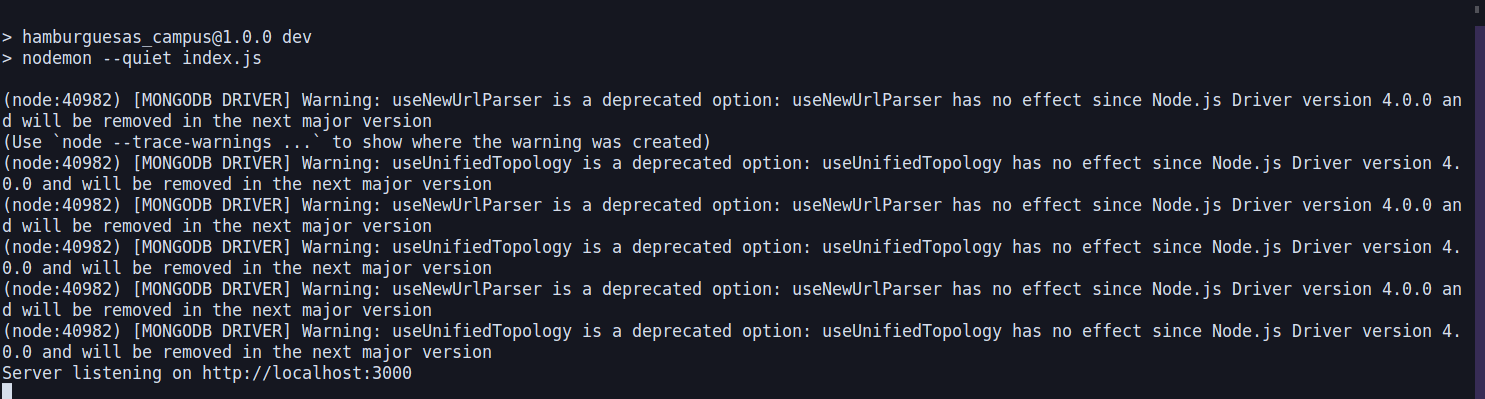 > hamburguesas_campus@1.0.0 dev
> nodemon --quiet index.js
(node:40982) [MONGODB DRIVER] Warning: useNewUrlParser is a deprecated option: useNewUrlParser has no effect since Node.js Driver version 4.0.0 an
d will be removed in the next major version
(Use `node --trace-warnings ...` to show where the warning was created)
(node:40982) [MONGODB DRIVER] Warning: useUnifiedTopology is a deprecated option: useUnifiedTopology has no effect since Node.js Driver version 4.
0.0 and will be removed in the next major version
(node:40982) [MONGODB DRIVER] Warning: useNewUrlParser is a deprecated option: useNewUrlParser has no effect since Node.js Driver version 4.0.0 an
d will be removed in the next major version
(node:40982) [MONGODB DRIVER] Warning: useUnifiedTopology is a deprecated option: useUnifiedTopology has no effect since Node.js Driver version 4.
0.0 and will be removed in the next major version
(node:40982) [MONGODB DRIVER] Warning: useNewUrlParser is a deprecated option: useNewUrlParser has no effect since Node.js Driver version 4.0.0 an
d will be removed in the next major version
(node:40982) [MONGODB DRIVER] Warning: useUnifiedTopology is a deprecated option: useUnifiedTopology has no effect since Node.js Driver version 4.
0.0 and will be removed in the next major version
Server listening on http://localhost:3000